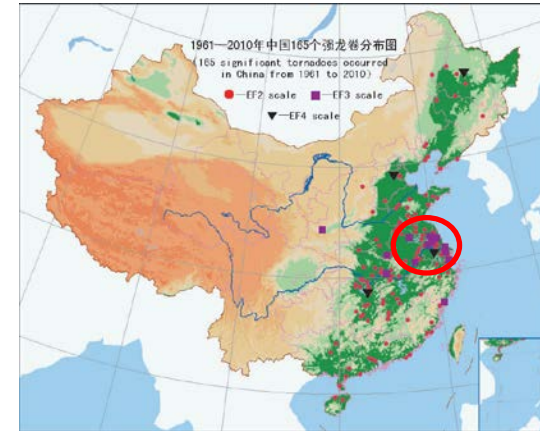 1961—2010年中国165个强龙卷分布图
(165 significant tornadoes occurred
in China from 1961 to 2010)
—EF2 scale —EF3 scale
—EF4 scale